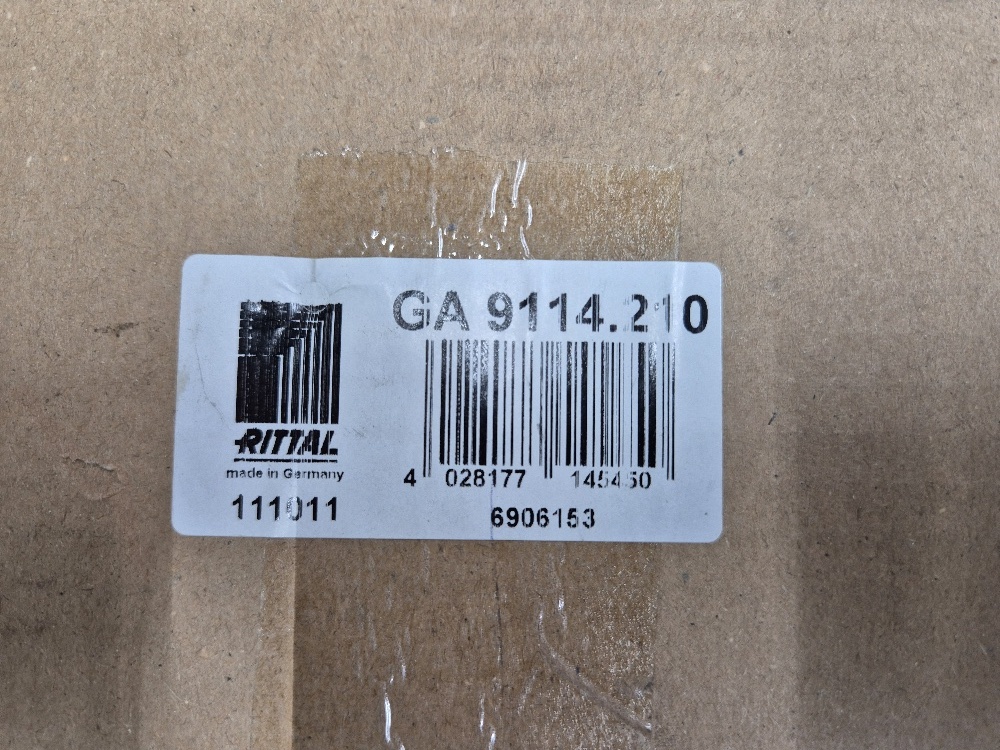 GA 9114.210
RITTAL
made in Germany
4 028177 145450
111011
6906153